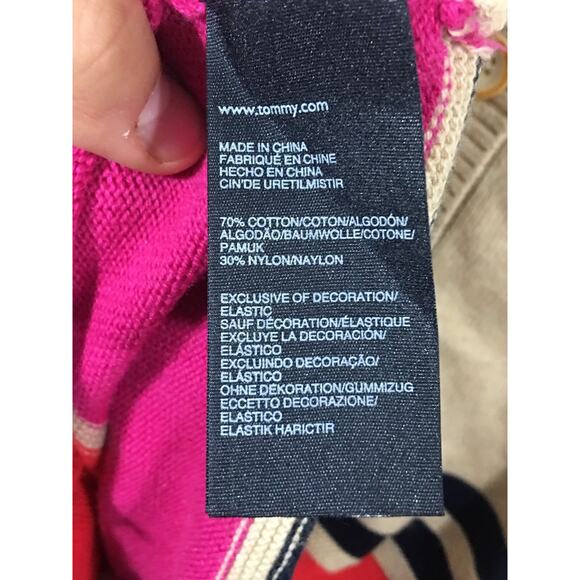 www.tommy.com
MADE IN CHINA
FABRIQUÉ EN CHINE
HECHO EN CHINA
CIN'DE URETILMISTIR
70% COTTON/COTON/ALGODÓN/
ALGODÃO/BAUMWOLLE/COTONE/
PAMUK
30% NYLON/NAYLON
EXCLUSIVE OF DECORATION/
ELASTIC
SAUF DÉCORATION/ÉLASTIQUE
EXCLUYE LA DECORACIÓN/
ELÁSTICO
EXCLUINDO DECORAÇÃO/
ELÁSTICO
OHNE DEKORATION/GUMMIZUG
ECCETTO DECORAZIONE/
ELASTICO
ELASTIK HARICTIR